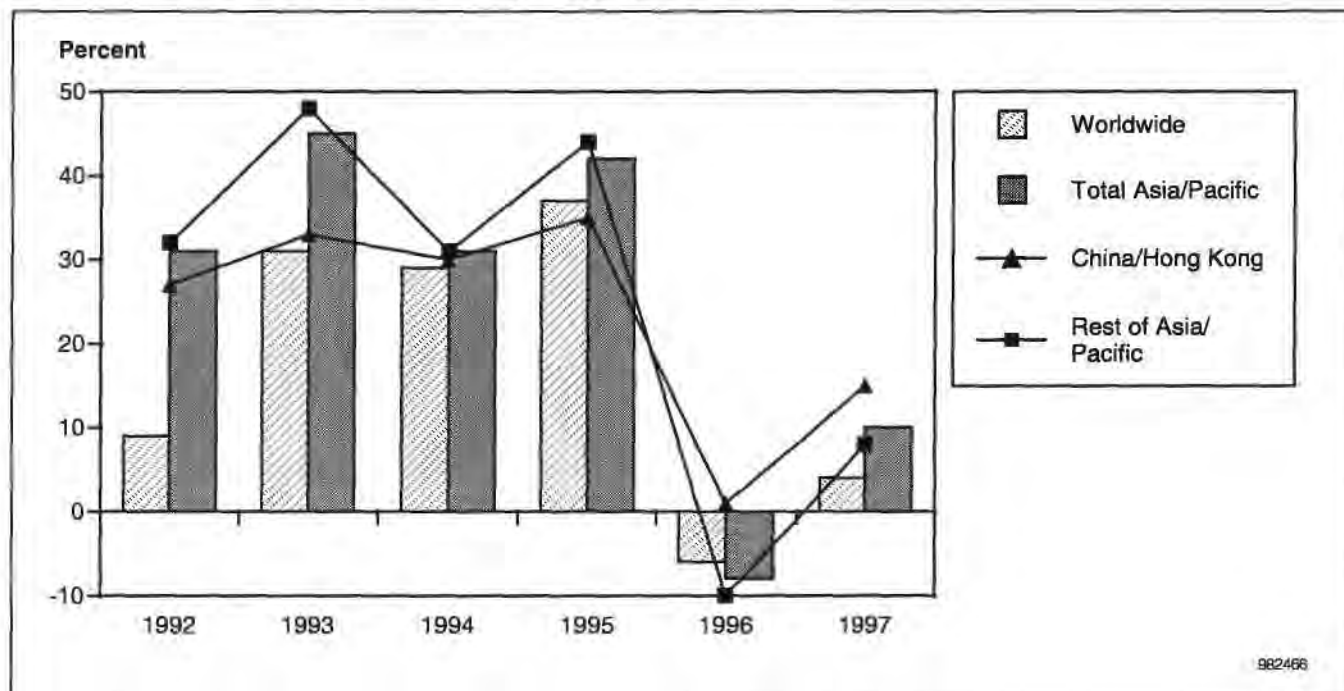 Percent
50
40
30
20
10
0
-10
1992 1993 1994 1995 1996 1997
Worldwide
Total Asia/Pacific
China/Hong Kong
Rest of Asia/
Pacific
982466